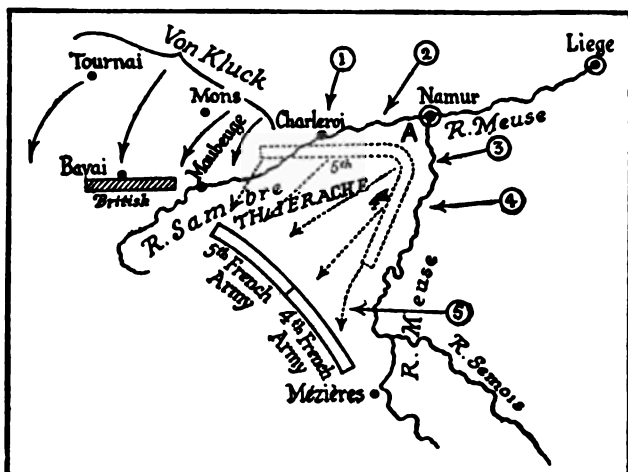 Von Kluck
Tournai
Liege
1
2
Mons
Namur
Charleroi
A
R. Meuse
Maubeuge
3
Bavai
5th
British
THIERACHE
4
R. Sambre
5th French
Army
4th French
Army
R. Meuse
5
R. Semois
Mézières